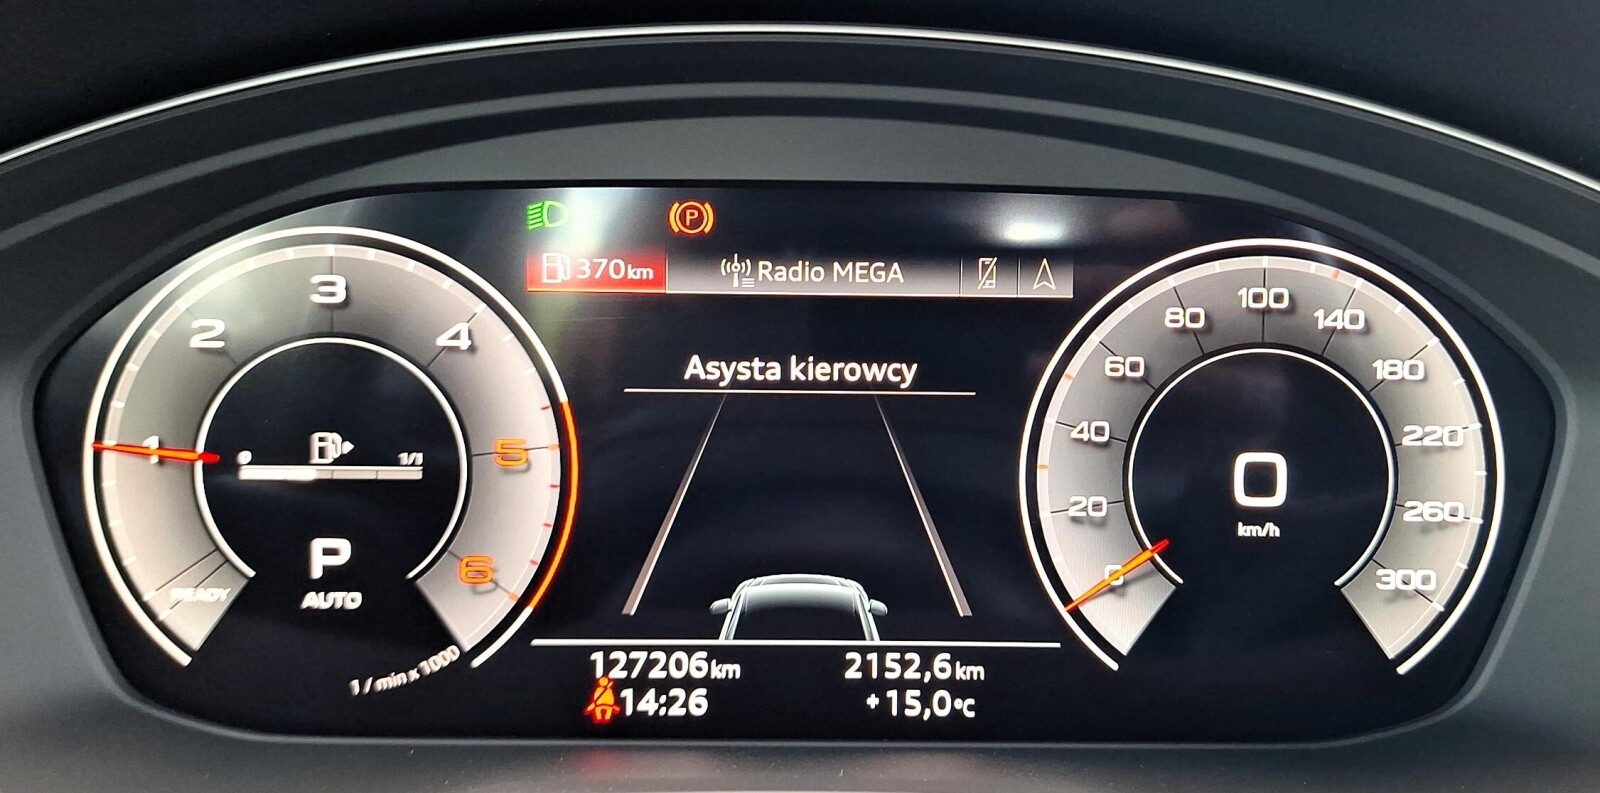 P
370km
Radio MEGA
Asysta kierowcy
1
2
3
4
5
6
0
1/1
P
AUTO
READY
1/min x 1000
0
20
40
60
80
100
140
180
220
260
300
0
km/h
127206km
2152,6km
14:26
+15,0°C